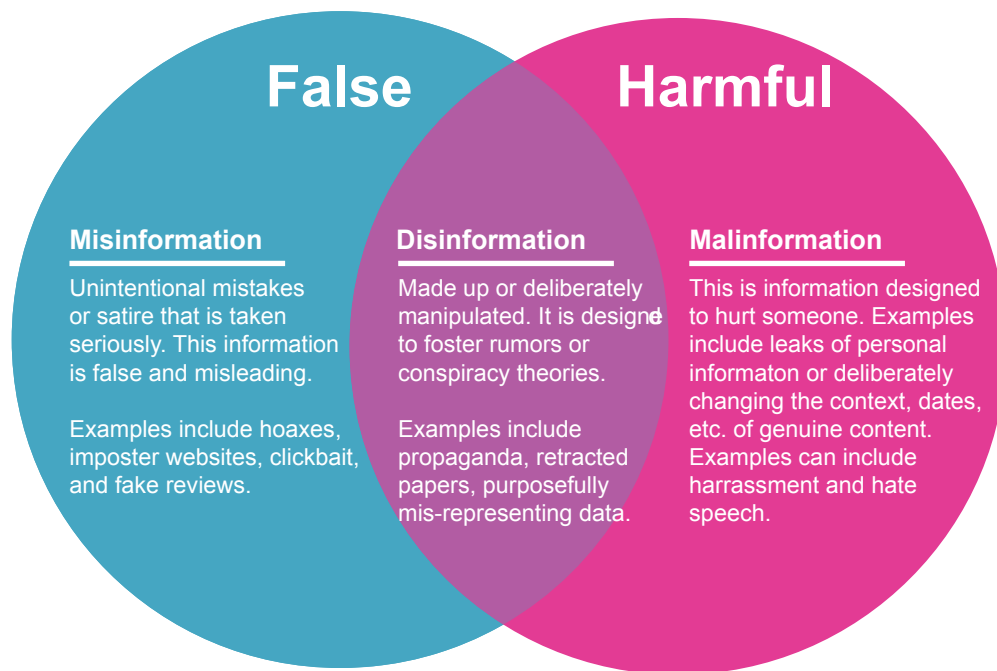 False
Harmful
Misinformation
Unintentional mistakes
or satire that is taken
seriously. This information
is false and misleading.
Examples include hoaxes,
imposter websites, clickbait,
and fake reviews.
Disinformation
Made up or deliberately
manipulated. It is designe
to foster rumors or
conspiracy theories.
Examples include
propaganda, retracted
papers, purposefully
mis-representing data.
Malinformation
This is information designed
to hurt someone. Examples
include leaks of personal
informaton or deliberately
changing the context, dates,
etc. of genuine content.
Examples can include
harrassment and hate
speech.